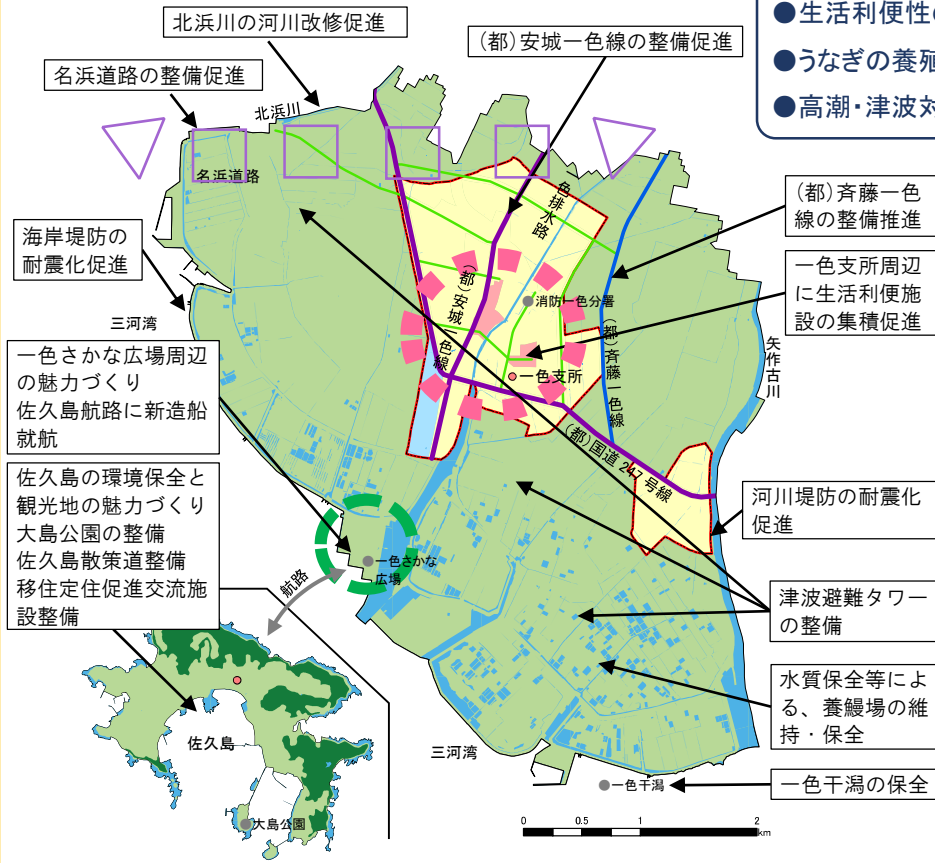 ●生活利便性の
●うなぎの養殖
●高潮・津波対
北浜川の河川改修促進
(都)安城一色線の整備促進
名浜道路の整備促進
北浜川
名浜道路
一色排水路
(都)斉藤一色
線の整備推進
海岸堤防の
耐震化促進
一色支所周辺
に生活利便施
設の集積促進
消防一色分署
三河湾
(都)安城一色線
(都)斉藤一色線
矢作古川
一色さかな広場周辺
の魅力づくり
佐久島航路に新造船
就航
一色支所
(都)国道247号線
佐久島の環境保全と
観光地の魅力づくり
大島公園の整備
佐久島散策道整備
移住定住促進交流施
設整備
河川堤防の耐震化
促進
一色さかな
広場
航路
津波避難タワー
の整備
水質保全等によ
る、養鰻場の維
持・保全
佐久島
三河湾
一色干潟
一色干潟の保全
大島公園
0 0.5 1 2
km